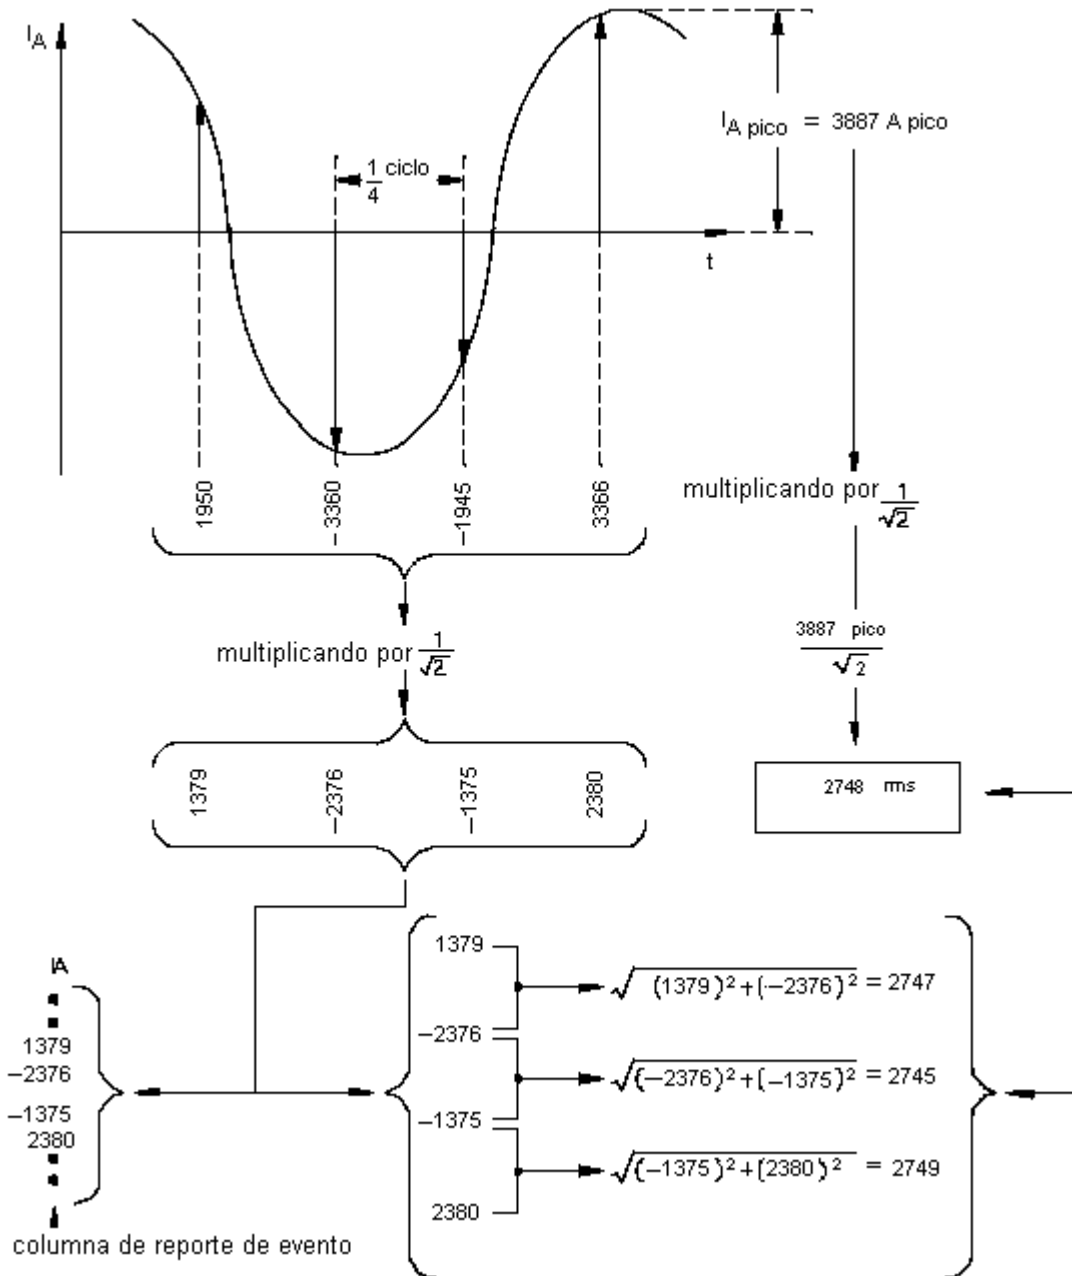 I_A
I_A pico = 3887 A pico
1/4 ciclo
t
1950
-3360
-1945
3366
multiplicando por 1/√2
multiplicando por 1/√2
3887 pico/√2
1379
–2376
–1375
2380
2748 rms
IA
1379
–2376
–1375
2380
columna de reporte de evento
1379
–2376
–1375
2380
√(1379)² + (–2376)² = 2747
√(–2376)² + (–1375)² = 2745
√(–1375)² + (2380)² = 2749